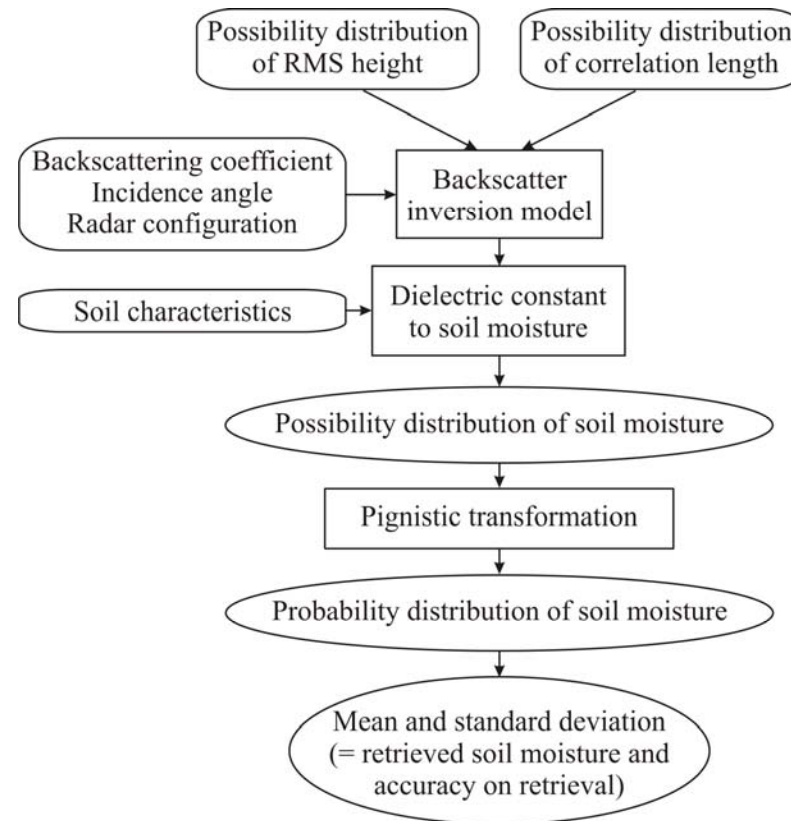 Possibility distribution
of RMS height
Possibility distribution
of correlation length
Backscattering coefficient
Incidence angle
Radar configuration
Backscatter
inversion model
Soil characteristics
Dielectric constant
to soil moisture
Possibility distribution of soil moisture
Pignistic transformation
Probability distribution of soil moisture
Mean and standard deviation
(= retrieved soil moisture and
accuracy on retrieval)